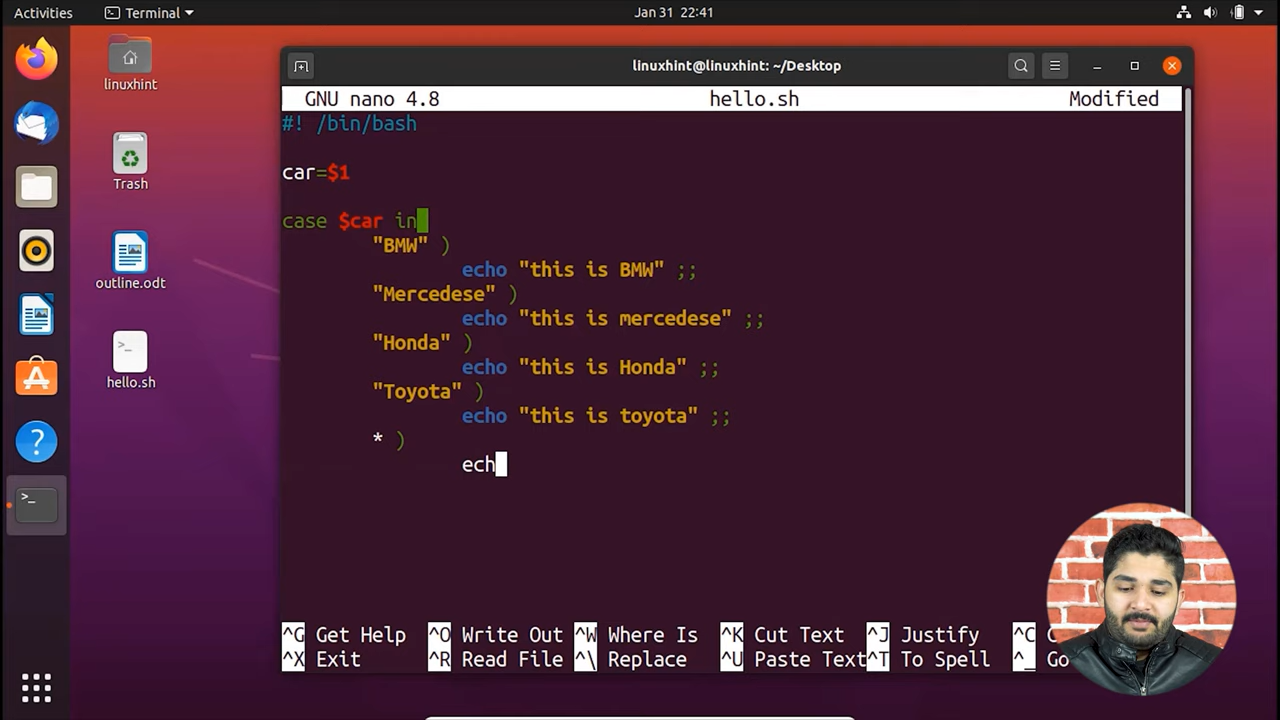 Activities
Terminal
Jan 31 22:41
linuxhint
Trash
outline.odt
hello.sh
linuxhint@linuxhint: ~/Desktop
GNU nano 4.8 hello.sh Modified
#! /bin/bash
car=$1
case $car in
"BMW" )
echo "this is BMW" ;;
"Mercedese" )
echo "this is mercedese" ;;
"Honda" )
echo "this is Honda" ;;
"Toyota" )
echo "this is toyota" ;;
* )
ech
^G Get Help ^O Write Out ^W Where Is ^K Cut Text ^J Justify ^C
^X Exit ^R Read File ^\ Replace ^U Paste Text ^T To Spell ^_ Go